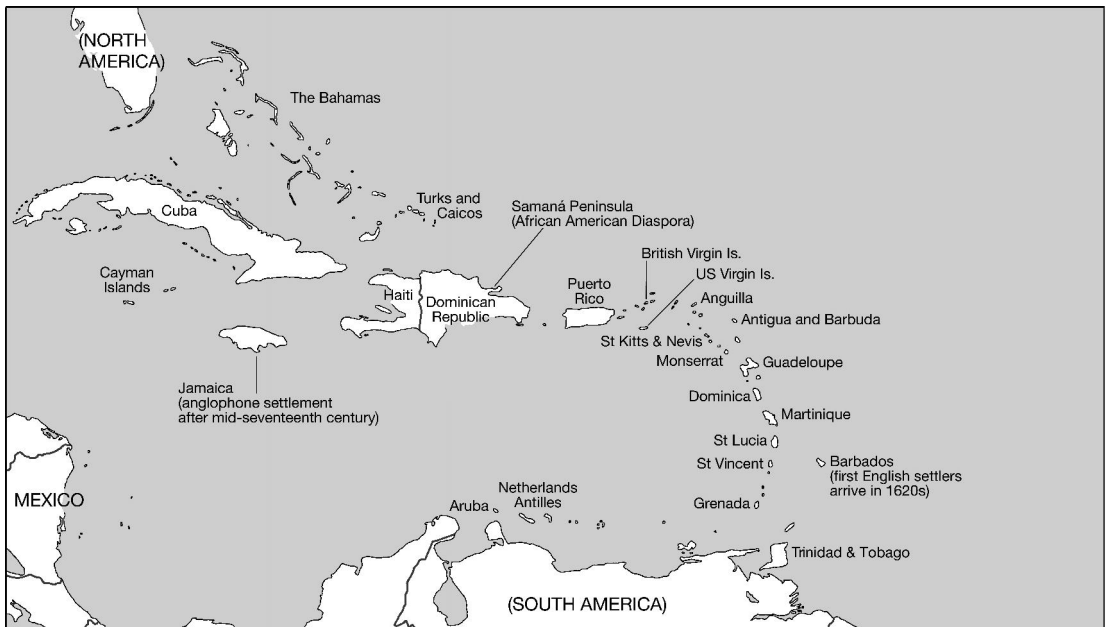 (NORTH
AMERICA)
The Bahamas
Cuba
Turks and
Caicos
Samaná Peninsula
(African American Diaspora)
British Virgin Is.
US Virgin Is.
Cayman
Islands
Haiti
Dominican
Republic
Puerto
Rico
Anguilla
Antigua and Barbuda
St Kitts & Nevis
Monserrat
Guadeloupe
Jamaica
(anglophone settlement
after mid-seventeenth century)
Dominica
Martinique
St Lucia
St Vincent
Barbados
(first English settlers
arrive in 1620s)
MEXICO
Aruba
Netherlands
Antilles
Grenada
Trinidad & Tobago
(SOUTH AMERICA)